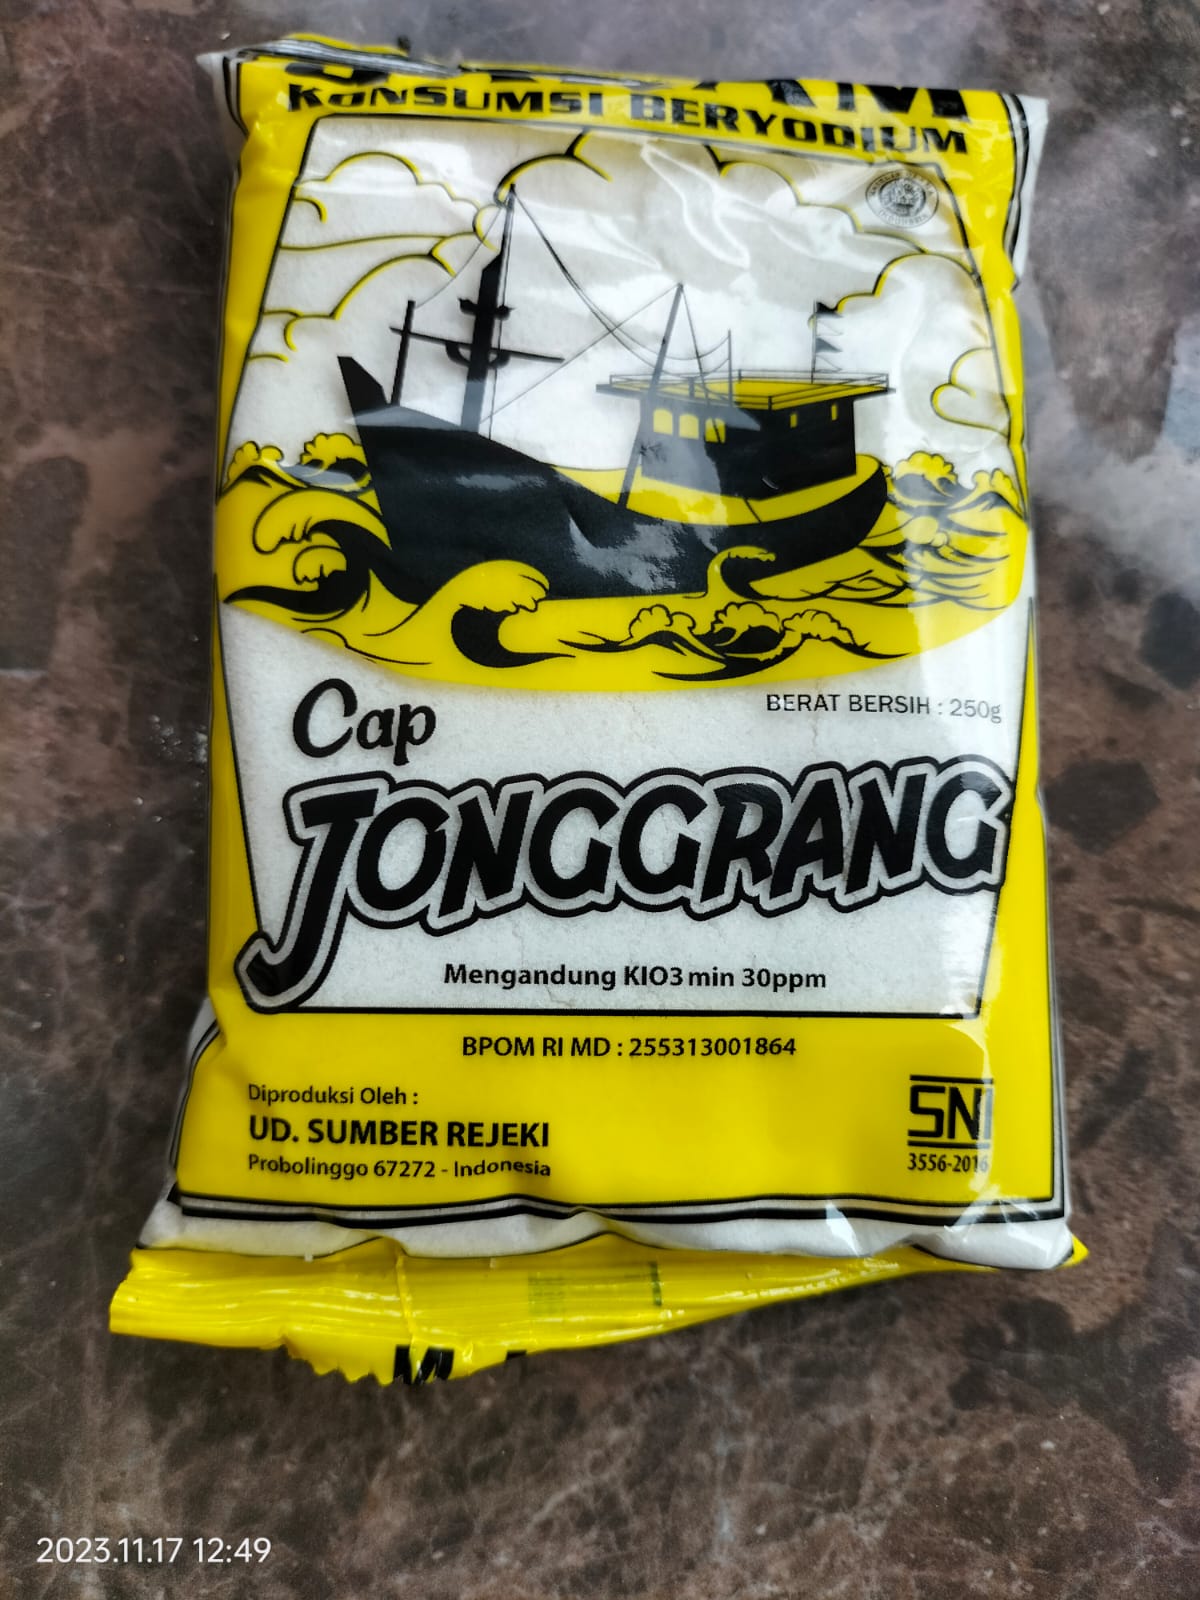 GARAM
KONSUMSI BERYODIUM
Cap
BERAT BERSIH : 250g
JONGGRANG
Mengandung KIO3 min 30ppm
BPOM RI MD : 255313001864
Diproduksi Oleh :
UD. SUMBER REJEKI
Probolinggo 67272 - Indonesia
SNI
3556-2016
2023.11.17 12:49